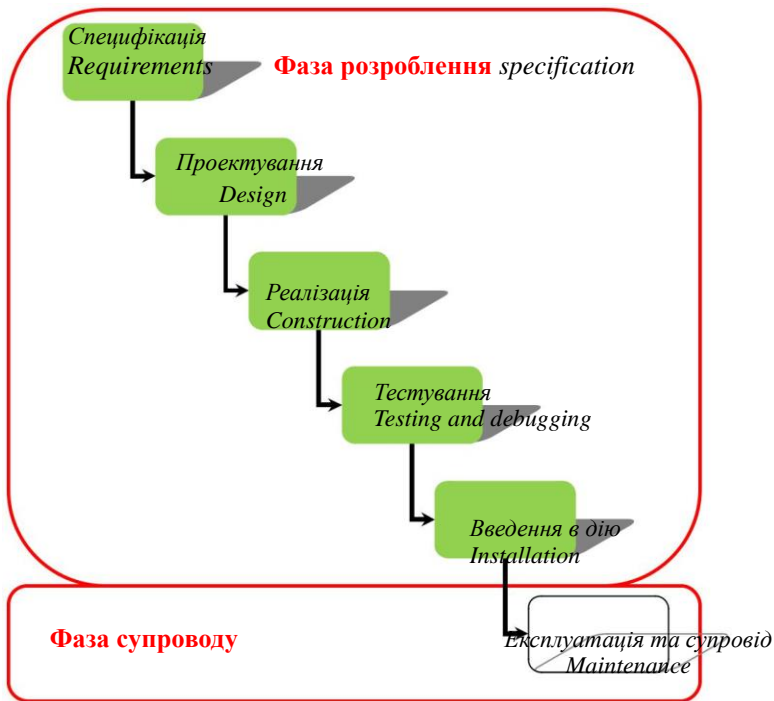 Специфікація
Requirements
Фаза розроблення specification
Проектування
Design
Реалізація
Construction
Тестування
Testing and debugging
Введення в дію
Installation
Фаза супроводу
Експлуатація та супровід
Maintenance